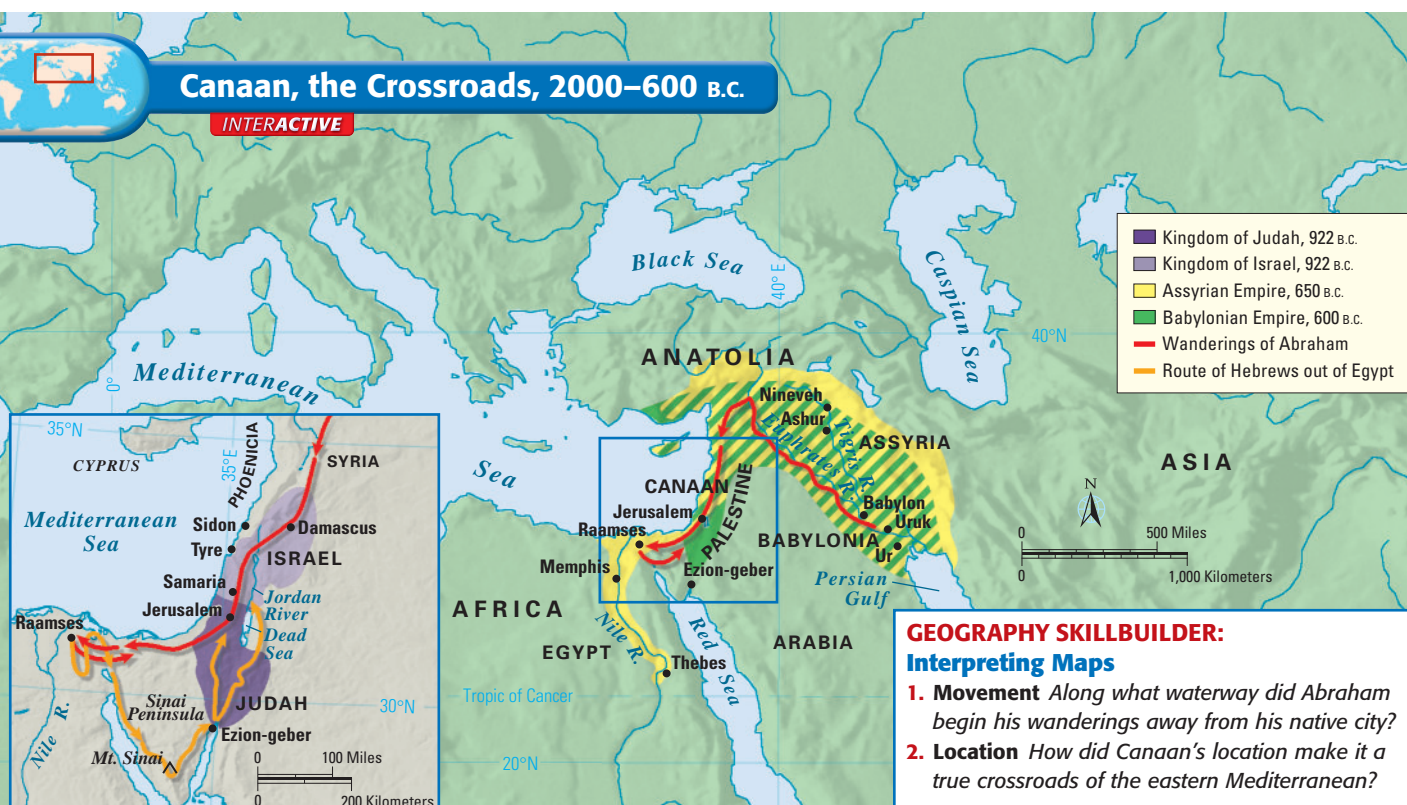 Canaan, the Crossroads, 2000–600 B.C.
INTERACTIVE
Kingdom of Judah, 922 B.C.
Kingdom of Israel, 922 B.C.
Assyrian Empire, 650 B.C.
Babylonian Empire, 600 B.C.
Wanderings of Abraham
Route of Hebrews out of Egypt
Black Sea
40°E
Caspian Sea
40°N
ANATOLIA
0°
Mediterranean
Sea
Nineveh
Ashur
Tigris R.
Euphrates R.
ASSYRIA
ASIA
CANAAN
PALESTINE
Jerusalem
Raamses
Babylon
Uruk
BABYLONIA
Ur
Memphis
Ezion-geber
Persian
Gulf
AFRICA
Nile R.
Red Sea
ARABIA
EGYPT
Thebes
Tropic of Cancer
20°N
N
0
500 Miles
0
1,000 Kilometers
35°N
35°E
CYPRUS
PHOENICIA
SYRIA
Mediterranean
Sea
Sidon
Damascus
Tyre
ISRAEL
Samaria
Jordan
River
Jerusalem
Raamses
Dead
Sea
Sinai
Peninsula
JUDAH
30°N
Nile R.
Ezion-geber
Mt. Sinai
0
100 Miles
0
200 Kilometers
GEOGRAPHY SKILLBUILDER:
Interpreting Maps
1. Movement Along what waterway did Abraham
begin his wanderings away from his native city?
2. Location How did Canaan's location make it a
true crossroads of the eastern Mediterranean?